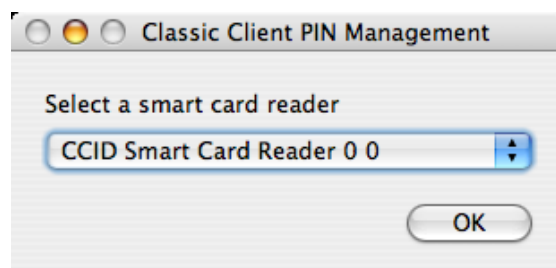 Classic Client PIN Management
Select a smart card reader
CCID Smart Card Reader 0 0
OK